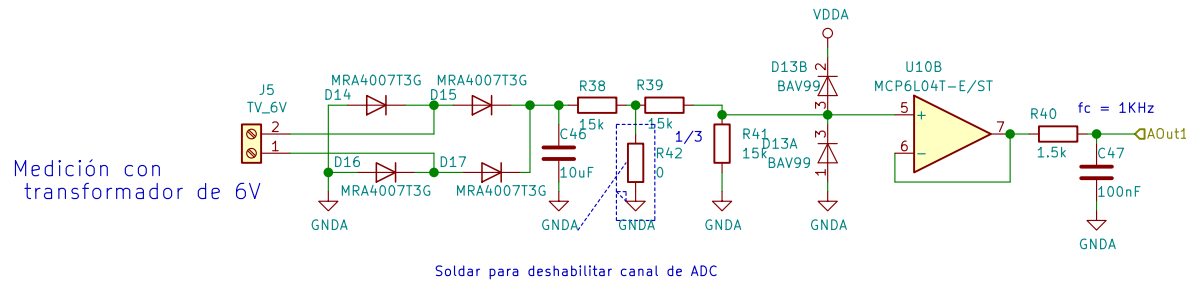 VDDA
MRA4007T3G
MRA4007T3G
D13B
2
BAV99
3
U10B
MCP6L04T-E/ST
J5
TV_6V
D14
D15
R38
15k
R39
15k
5
+
6
−
7
R40
1.5k
fc = 1KHz
AOut1
2
1
C46
10uF
1/3
R41
15k
D13A
3
BAV99
1
R42
0
D16
D17
MRA4007T3G
MRA4007T3G
C47
100nF
Medición con
transformador de 6V
GNDA
GNDA
GNDA
GNDA
GNDA
GNDA
Soldar para deshabilitar canal de ADC